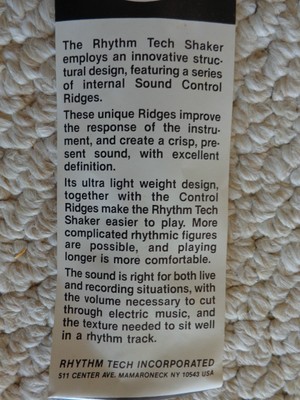 The Rhythm Tech Shaker
employs an innovative struc-
tural design, featuring a series
of internal Sound Control
Ridges.
These unique Ridges improve
the response of the instru-
ment, and create a crisp, pre-
sent sound, with excellent
definition.
Its ultra light weight design,
together with the Control
Ridges make the Rhythm Tech
Shaker easier to play. More
complicated rhythmic figures
are possible, and playing
longer is more comfortable.
The sound is right for both live
and recording situations, with
the volume necessary to cut
through electric music, and
the texture needed to sit well
in a rhythm track.
RHYTHM TECH INCORPORATED
511 CENTER AVE. MAMARONECK NY 10543 USA